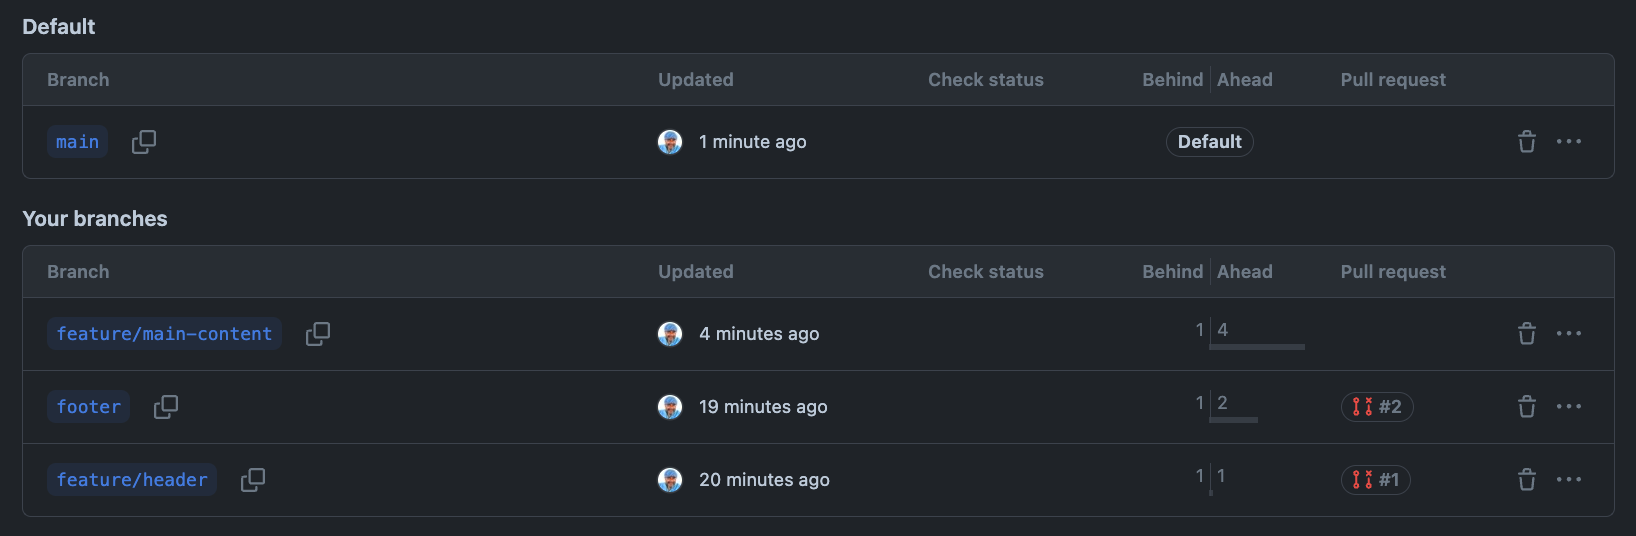 Default
Branch Updated Check status Behind Ahead Pull request
main 1 minute ago Default
Your branches
Branch Updated Check status Behind Ahead Pull request
feature/main-content 4 minutes ago 1 4
footer 19 minutes ago 1 2 #2
feature/header 20 minutes ago 1 1 #1